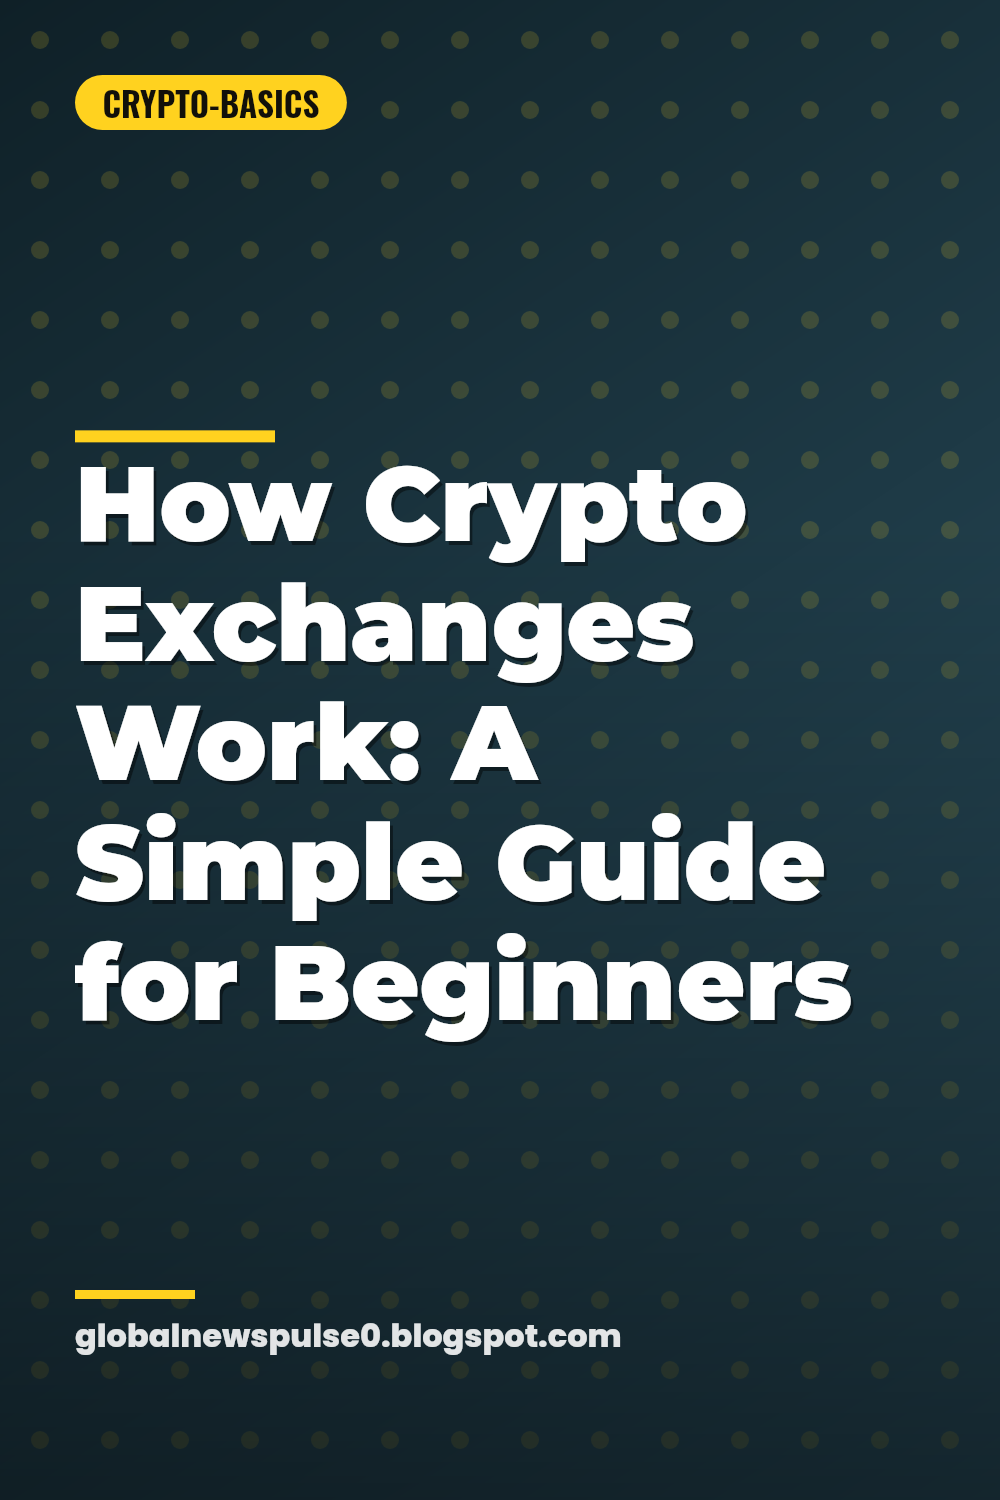 CRYPTO-BASICS
How Crypto
Exchanges
Work: A
Simple Guide
for Beginners
globalnewspulse0.blogspot.com